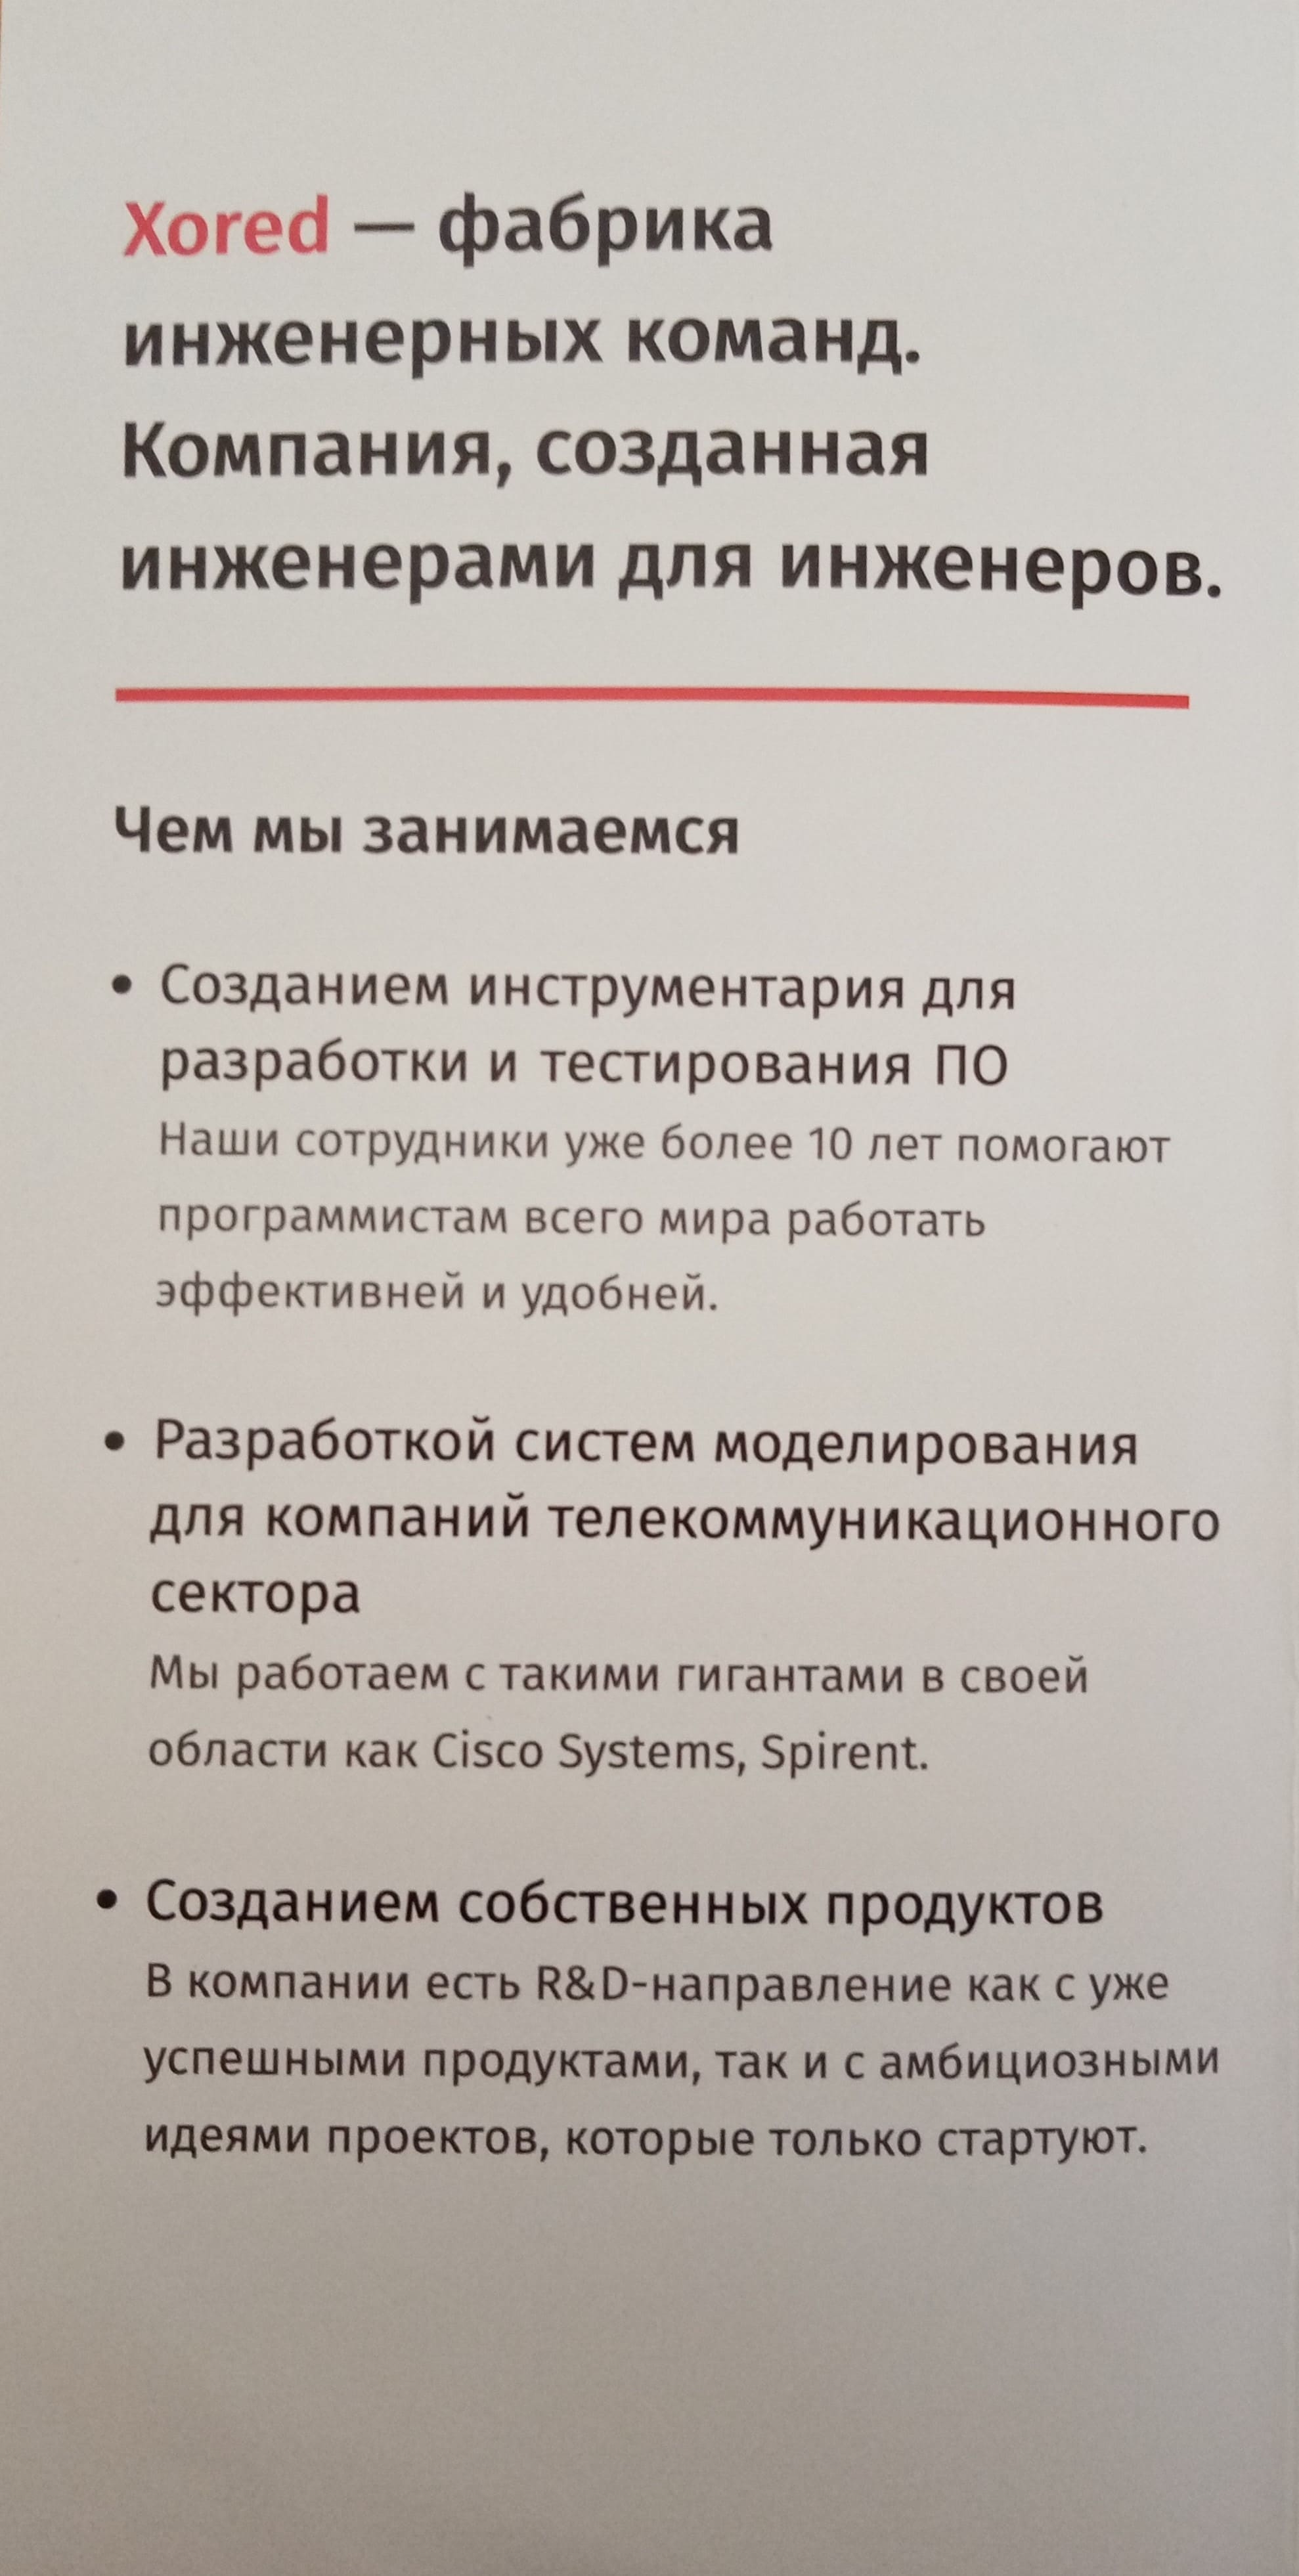 Xored — фабрика
инженерных команд.
Компания, созданная
инженерами для инженеров.
Чем мы занимаемся
• Созданием инструментария для
разработки и тестирования ПО
Наши сотрудники уже более 10 лет помогают
программистам всего мира работать
эффективней и удобней.
• Разработкой систем моделирования
для компаний телекоммуникационного
сектора
Мы работаем с такими гигантами в своей
области как Cisco Systems, Spirent.
• Созданием собственных продуктов
В компании есть R&D-направление как с уже
успешными продуктами, так и с амбициозными
идеями проектов, которые только стартуют.